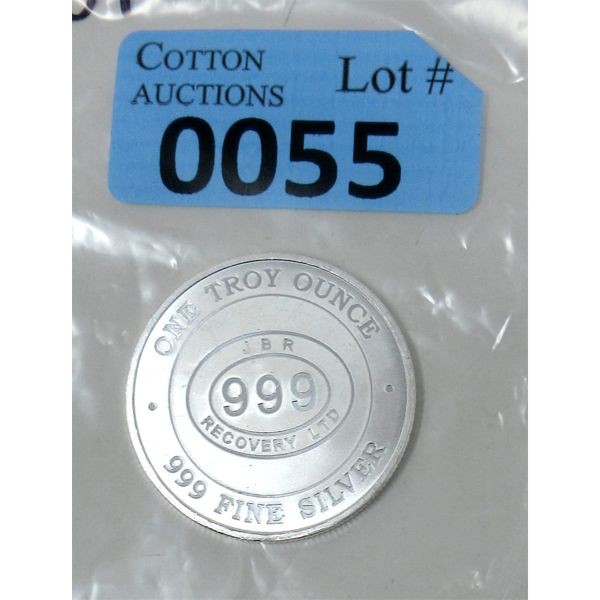 COTTON
AUCTIONS
Lot #
0055
ONE TROY OUNCE
JBR
999
RECOVERY LTD
999 FINE SILVER